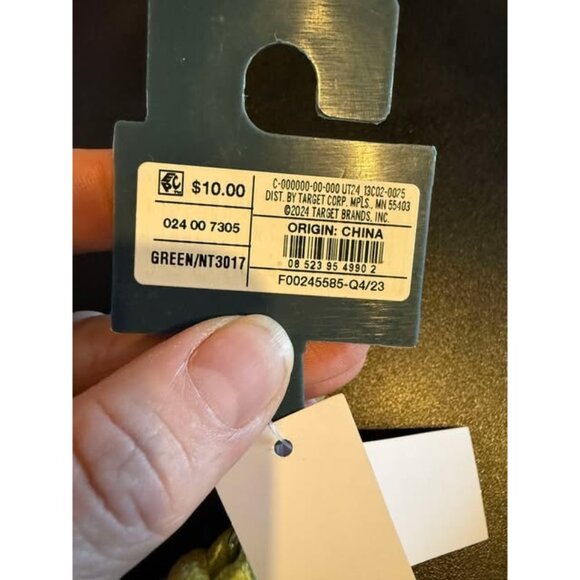 $10.00
024 00 7305
GREEN/NT3017
C-000000-00-000 UT24 13C02-0025
DIST. BY TARGET CORP. MPLS., MN 55403
©2024 TARGET BRANDS, INC.
ORIGIN: CHINA
08 523 95 4990 2
F00245585-Q4/23